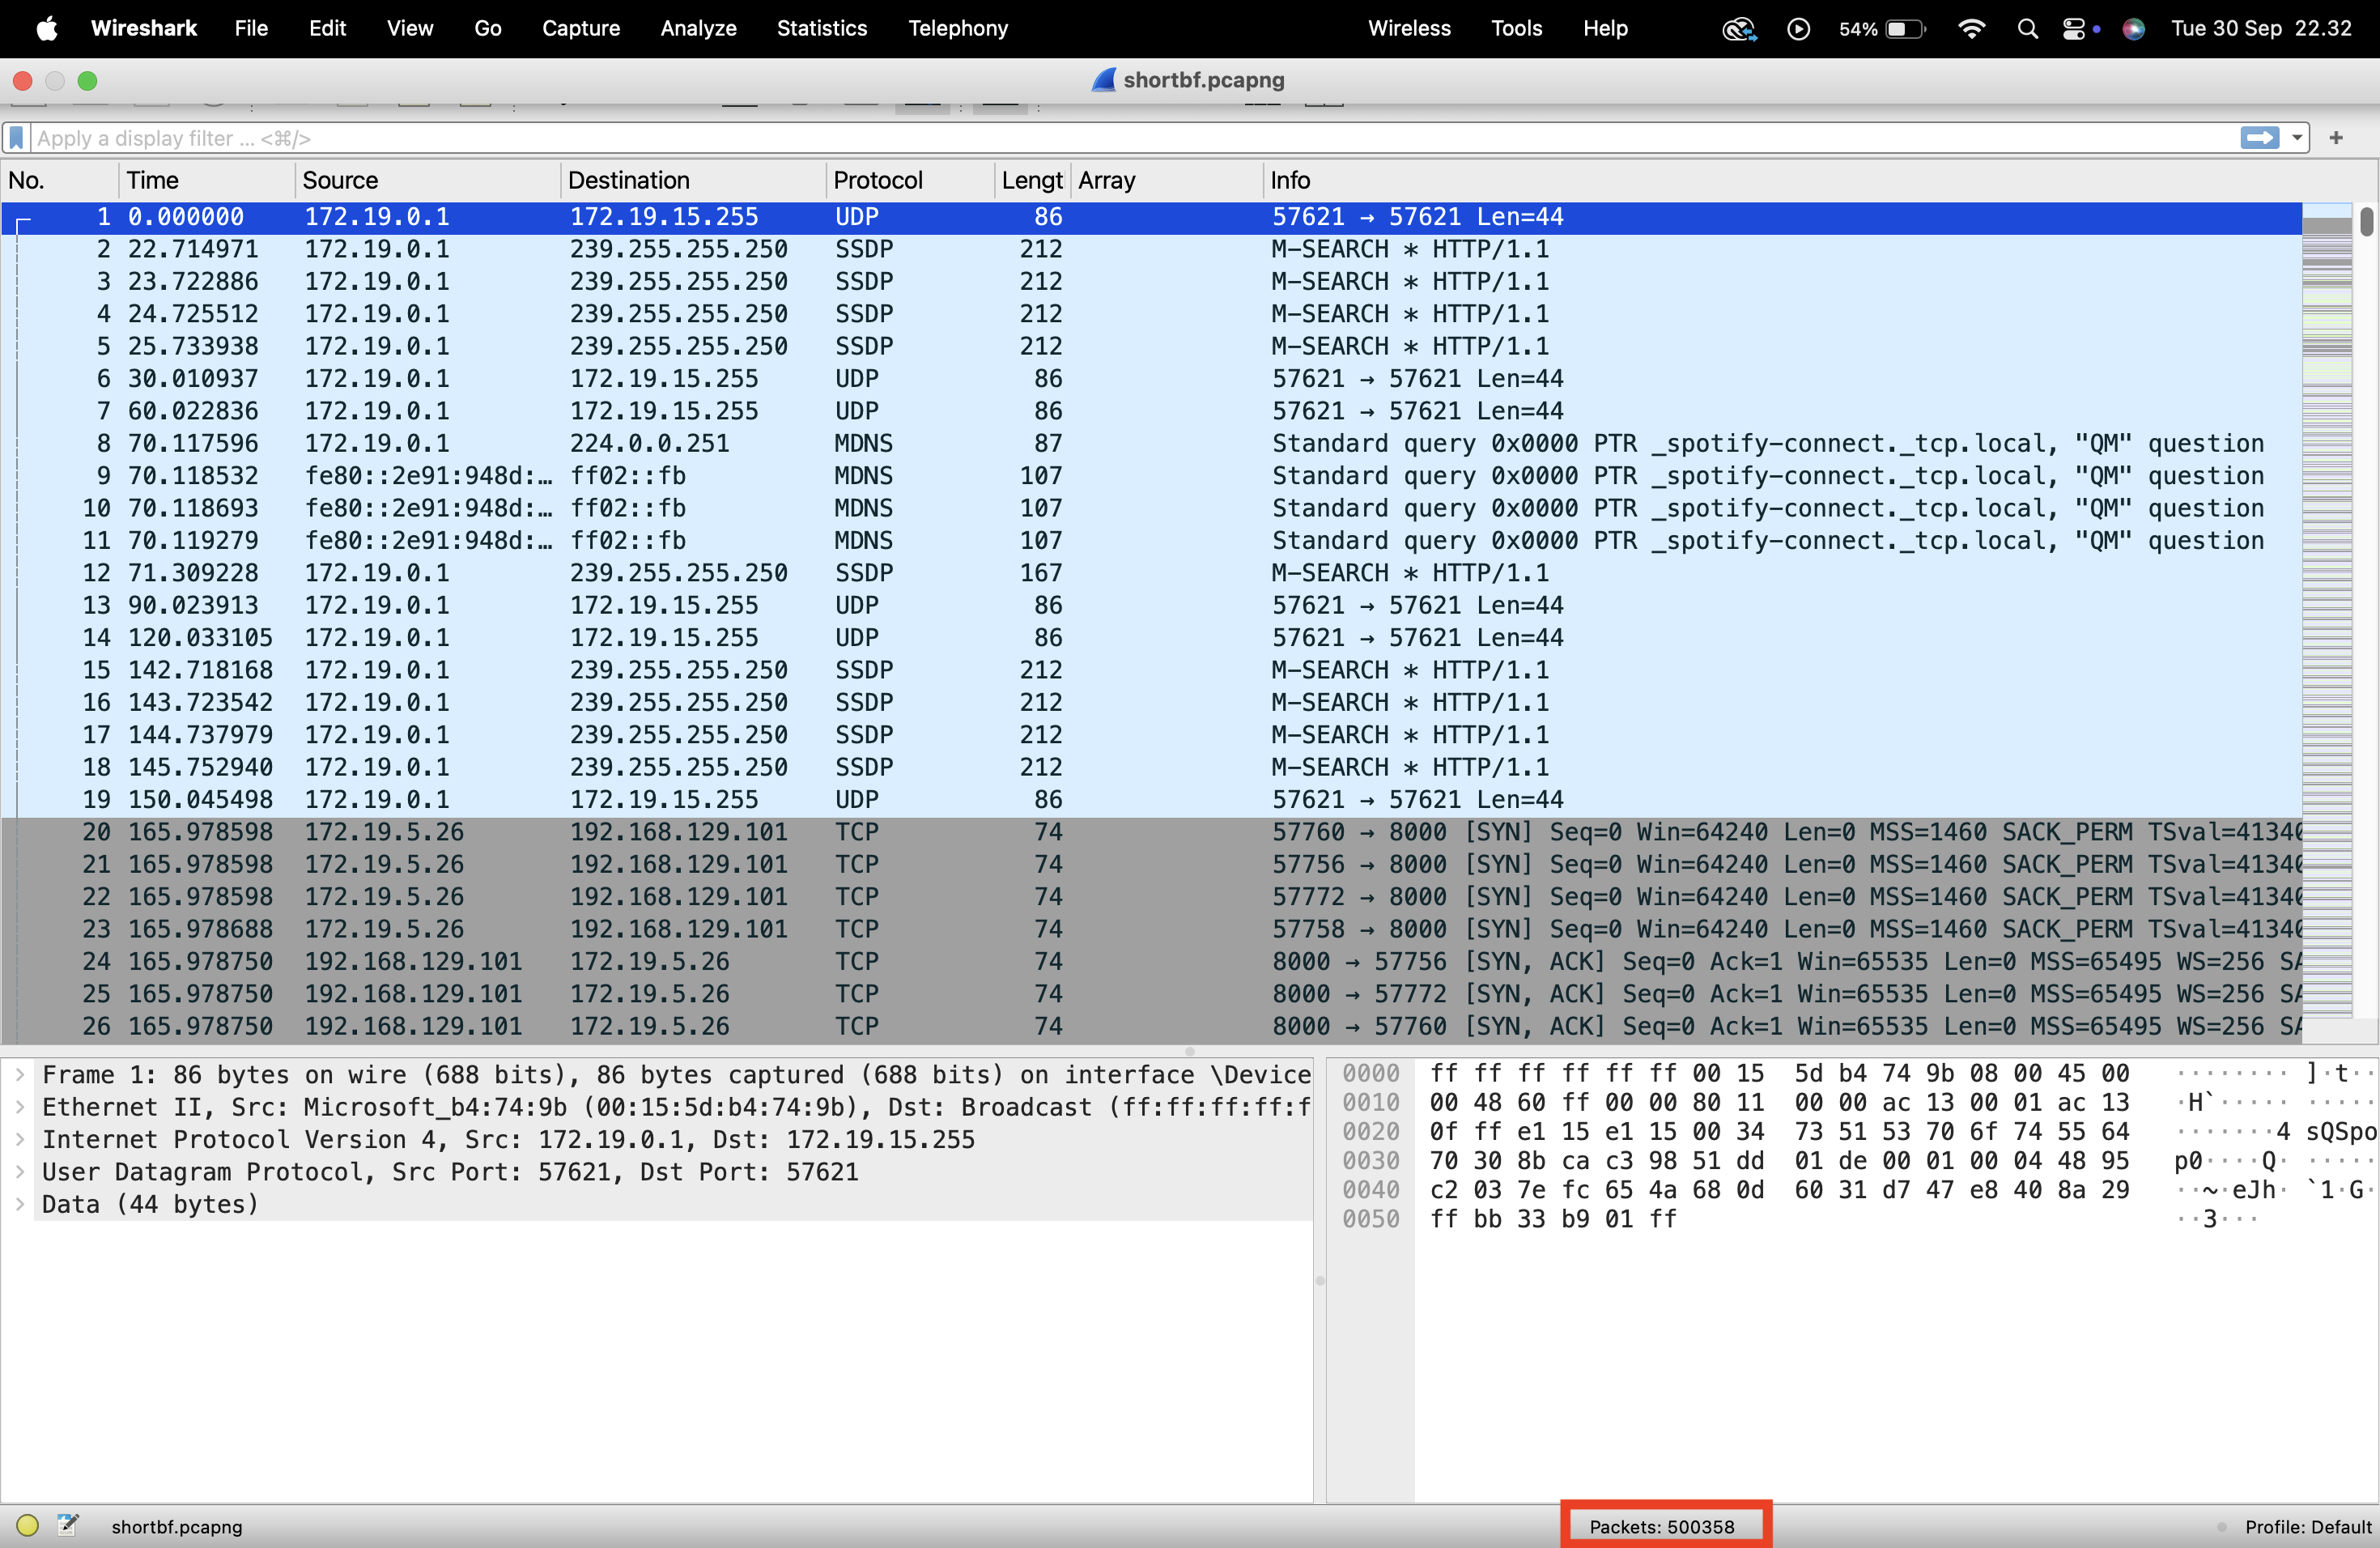 Wireshark File Edit View Go Capture Analyze Statistics Telephony Wireless Tools Help 54% Tue 30 Sep 22.32
shortbf.pcapng
Apply a display filter ... <⌘/> +
No. Time Source Destination Protocol Lengt Array Info
1 0.000000 172.19.0.1 172.19.15.255 UDP 86 57621 → 57621 Len=44
2 22.714971 172.19.0.1 239.255.255.250 SSDP 212 M-SEARCH * HTTP/1.1
3 23.722886 172.19.0.1 239.255.255.250 SSDP 212 M-SEARCH * HTTP/1.1
4 24.725512 172.19.0.1 239.255.255.250 SSDP 212 M-SEARCH * HTTP/1.1
5 25.733938 172.19.0.1 239.255.255.250 SSDP 212 M-SEARCH * HTTP/1.1
6 30.010937 172.19.0.1 172.19.15.255 UDP 86 57621 → 57621 Len=44
7 60.022836 172.19.0.1 172.19.15.255 UDP 86 57621 → 57621 Len=44
8 70.117596 172.19.0.1 224.0.0.251 MDNS 87 Standard query 0x0000 PTR _spotify-connect._tcp.local, "QM" question
9 70.118532 fe80::2e91:948d:… ff02::fb MDNS 107 Standard query 0x0000 PTR _spotify-connect._tcp.local, "QM" question
10 70.118693 fe80::2e91:948d:… ff02::fb MDNS 107 Standard query 0x0000 PTR _spotify-connect._tcp.local, "QM" question
11 70.119279 fe80::2e91:948d:… ff02::fb MDNS 107 Standard query 0x0000 PTR _spotify-connect._tcp.local, "QM" question
12 71.309228 172.19.0.1 239.255.255.250 SSDP 167 M-SEARCH * HTTP/1.1
13 90.023913 172.19.0.1 172.19.15.255 UDP 86 57621 → 57621 Len=44
14 120.033105 172.19.0.1 172.19.15.255 UDP 86 57621 → 57621 Len=44
15 142.718168 172.19.0.1 239.255.255.250 SSDP 212 M-SEARCH * HTTP/1.1
16 143.723542 172.19.0.1 239.255.255.250 SSDP 212 M-SEARCH * HTTP/1.1
17 144.737979 172.19.0.1 239.255.255.250 SSDP 212 M-SEARCH * HTTP/1.1
18 145.752940 172.19.0.1 239.255.255.250 SSDP 212 M-SEARCH * HTTP/1.1
19 150.045498 172.19.0.1 172.19.15.255 UDP 86 57621 → 57621 Len=44
20 165.978598 172.19.5.26 192.168.129.101 TCP 74 57760 → 8000 [SYN] Seq=0 Win=64240 Len=0 MSS=1460 SACK_PERM TSval=41340
21 165.978598 172.19.5.26 192.168.129.101 TCP 74 57756 → 8000 [SYN] Seq=0 Win=64240 Len=0 MSS=1460 SACK_PERM TSval=41340
22 165.978598 172.19.5.26 192.168.129.101 TCP 74 57772 → 8000 [SYN] Seq=0 Win=64240 Len=0 MSS=1460 SACK_PERM TSval=41340
23 165.978688 172.19.5.26 192.168.129.101 TCP 74 57758 → 8000 [SYN] Seq=0 Win=64240 Len=0 MSS=1460 SACK_PERM TSval=41340
24 165.978750 192.168.129.101 172.19.5.26 TCP 74 8000 → 57756 [SYN, ACK] Seq=0 Ack=1 Win=65535 Len=0 MSS=65495 WS=256 SA
25 165.978750 192.168.129.101 172.19.5.26 TCP 74 8000 → 57772 [SYN, ACK] Seq=0 Ack=1 Win=65535 Len=0 MSS=65495 WS=256 SA
26 165.978750 192.168.129.101 172.19.5.26 TCP 74 8000 → 57760 [SYN, ACK] Seq=0 Ack=1 Win=65535 Len=0 MSS=65495 WS=256 SA
Frame 1: 86 bytes on wire (688 bits), 86 bytes captured (688 bits) on interface \Device
Ethernet II, Src: Microsoft_b4:74:9b (00:15:5d:b4:74:9b), Dst: Broadcast (ff:ff:ff:ff:f
Internet Protocol Version 4, Src: 172.19.0.1, Dst: 172.19.15.255
User Datagram Protocol, Src Port: 57621, Dst Port: 57621
Data (44 bytes)
0000 ff ff ff ff ff ff 00 15 5d b4 74 9b 08 00 45 00 ········ ]·t·
0010 00 48 60 ff 00 00 80 11 00 00 ac 13 00 01 ac 13 ·H`····· ·····
0020 0f ff e1 15 e1 15 00 34 73 51 53 70 6f 74 55 64 ·······4 sQSpo
0030 70 30 8b ca c3 98 51 dd 01 de 00 01 00 04 48 95 p0····Q· ·····
0040 c2 03 7e fc 65 4a 68 0d 60 31 d7 47 e8 40 8a 29 ··~·eJh· `1·G·
0050 ff bb 33 b9 01 ff ··3···
shortbf.pcapng Packets: 500358 Profile: Default